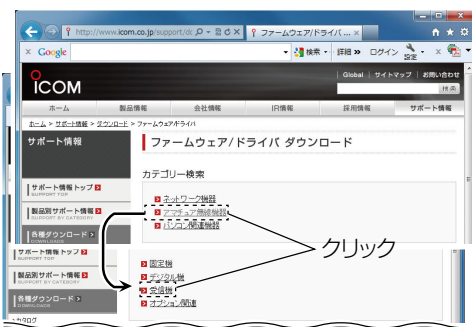 http://www.icom.co.jp/support/dc
ファームウェア/ドライバ ...
× Google
検索
詳細 »
ログイン
設定
ICOM
Global | サイトマップ | お問い合わせ
検索
ホーム
製品情報
会社情報
IR情報
採用情報
サポート情報
ホーム > サポート情報 > ダウンロード > ファームウェア/ドライバ
サポート情報
ファームウェア/ドライバ ダウンロード
カテゴリー検索
サポート情報トップ
SUPPORT TOP
ネットワーク機器
製品別サポート情報
SUPPORT BY CATEGORY
アマチュア無線機器
パソコン関連機器
各種ダウンロード
DOWNLOADS
クリック
サポート情報トップ
SUPPORT TOP
固定機
デジタル機
製品別サポート情報
SUPPORT BY CATEGORY
受信機
各種ダウンロード
DOWNLOADS
オプション関連
カタログ